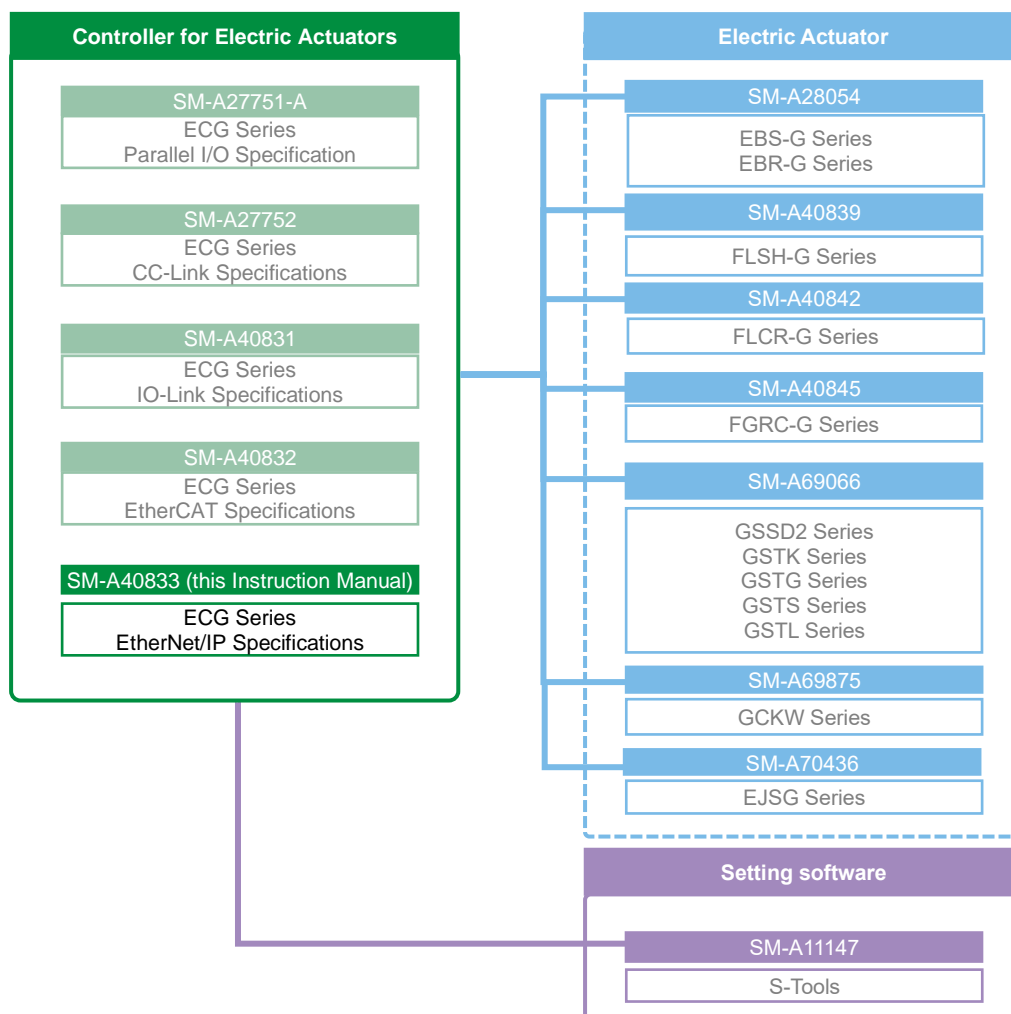 Controller for Electric Actuators
SM-A27751-A
ECG Series
Parallel I/O Specification
SM-A27752
ECG Series
CC-Link Specifications
SM-A40831
ECG Series
IO-Link Specifications
SM-A40832
ECG Series
EtherCAT Specifications
SM-A40833 (this Instruction Manual)
ECG Series
EtherNet/IP Specifications
Electric Actuator
SM-A28054
EBS-G Series
EBR-G Series
SM-A40839
FLSH-G Series
SM-A40842
FLCR-G Series
SM-A40845
FGRC-G Series
SM-A69066
GSSD2 Series
GSTK Series
GSTG Series
GSTS Series
GSTL Series
SM-A69875
GCKW Series
SM-A70436
EJSG Series
Setting software
SM-A11147
S-Tools